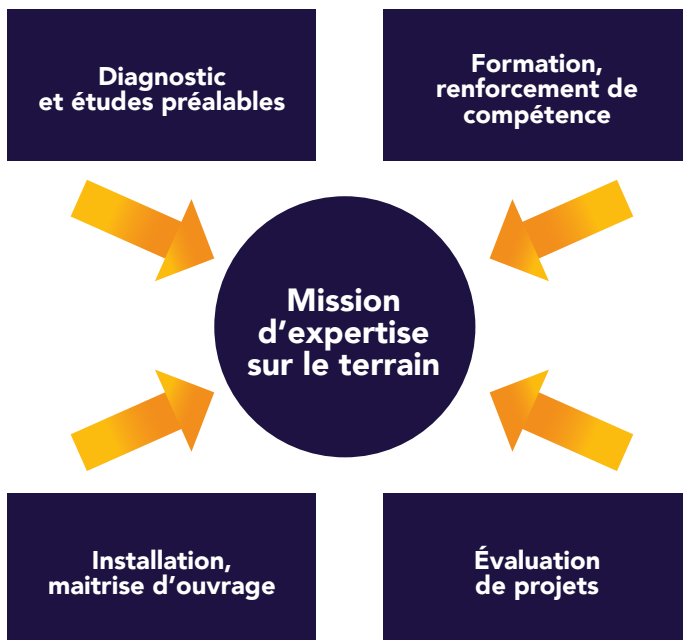 Diagnostic
et études préalables
Formation,
renforcement de
compétence
Mission
d’expertise
sur le terrain
Installation,
maitrise d’ouvrage
Évaluation
de projets